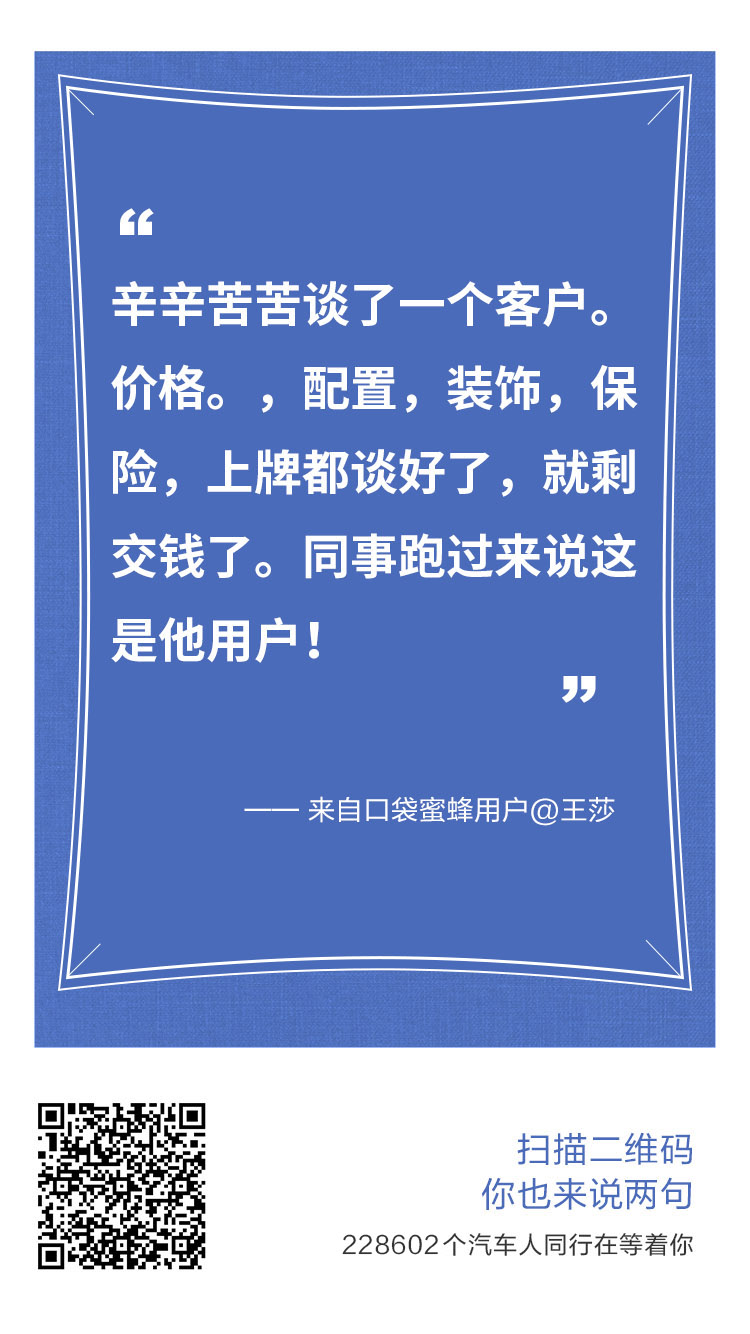 “
辛辛苦苦谈了一个客户。
价格。，配置，装饰，保
险，上牌都谈好了，就剩
交钱了。同事跑过来说这
是他用户！
”
—— 来自口袋蜜蜂用户@王莎
扫描二维码
你也来说两句
228602个汽车人同行在等着你